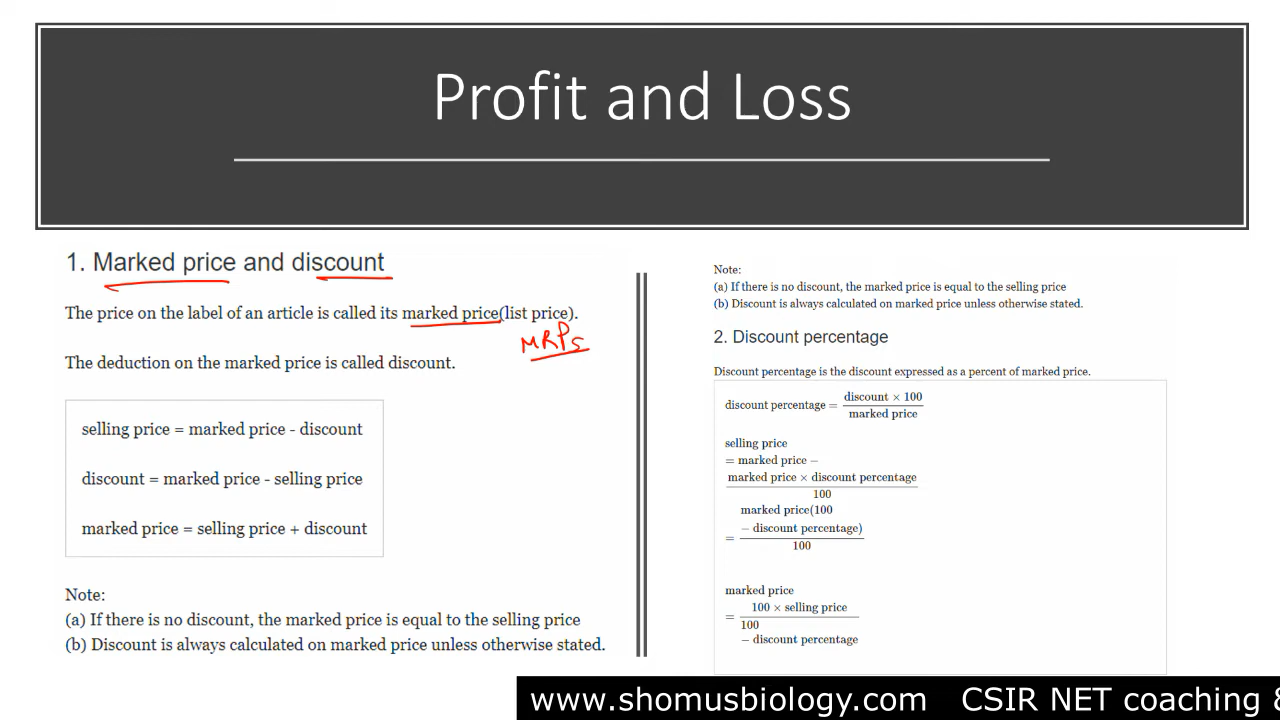 Profit and Loss
1. Marked price and discount
The price on the label of an article is called its marked price(list price).
MRPs
The deduction on the marked price is called discount.
selling price = marked price - discount
discount = marked price - selling price
marked price = selling price + discount
Note:
(a) If there is no discount, the marked price is equal to the selling price
(b) Discount is always calculated on marked price unless otherwise stated.
Note:
(a) If there is no discount, the marked price is equal to the selling price
(b) Discount is always calculated on marked price unless otherwise stated.
2. Discount percentage
Discount percentage is the discount expressed as a percent of marked price.
discount percentage = discount × 100
marked price
selling price
= marked price −
marked price × discount percentage
100
marked price(100
− discount percentage)
=
100
marked price
100 × selling price
=
100
− discount percentage
www.shomusbiology.com CSIR NET coaching &